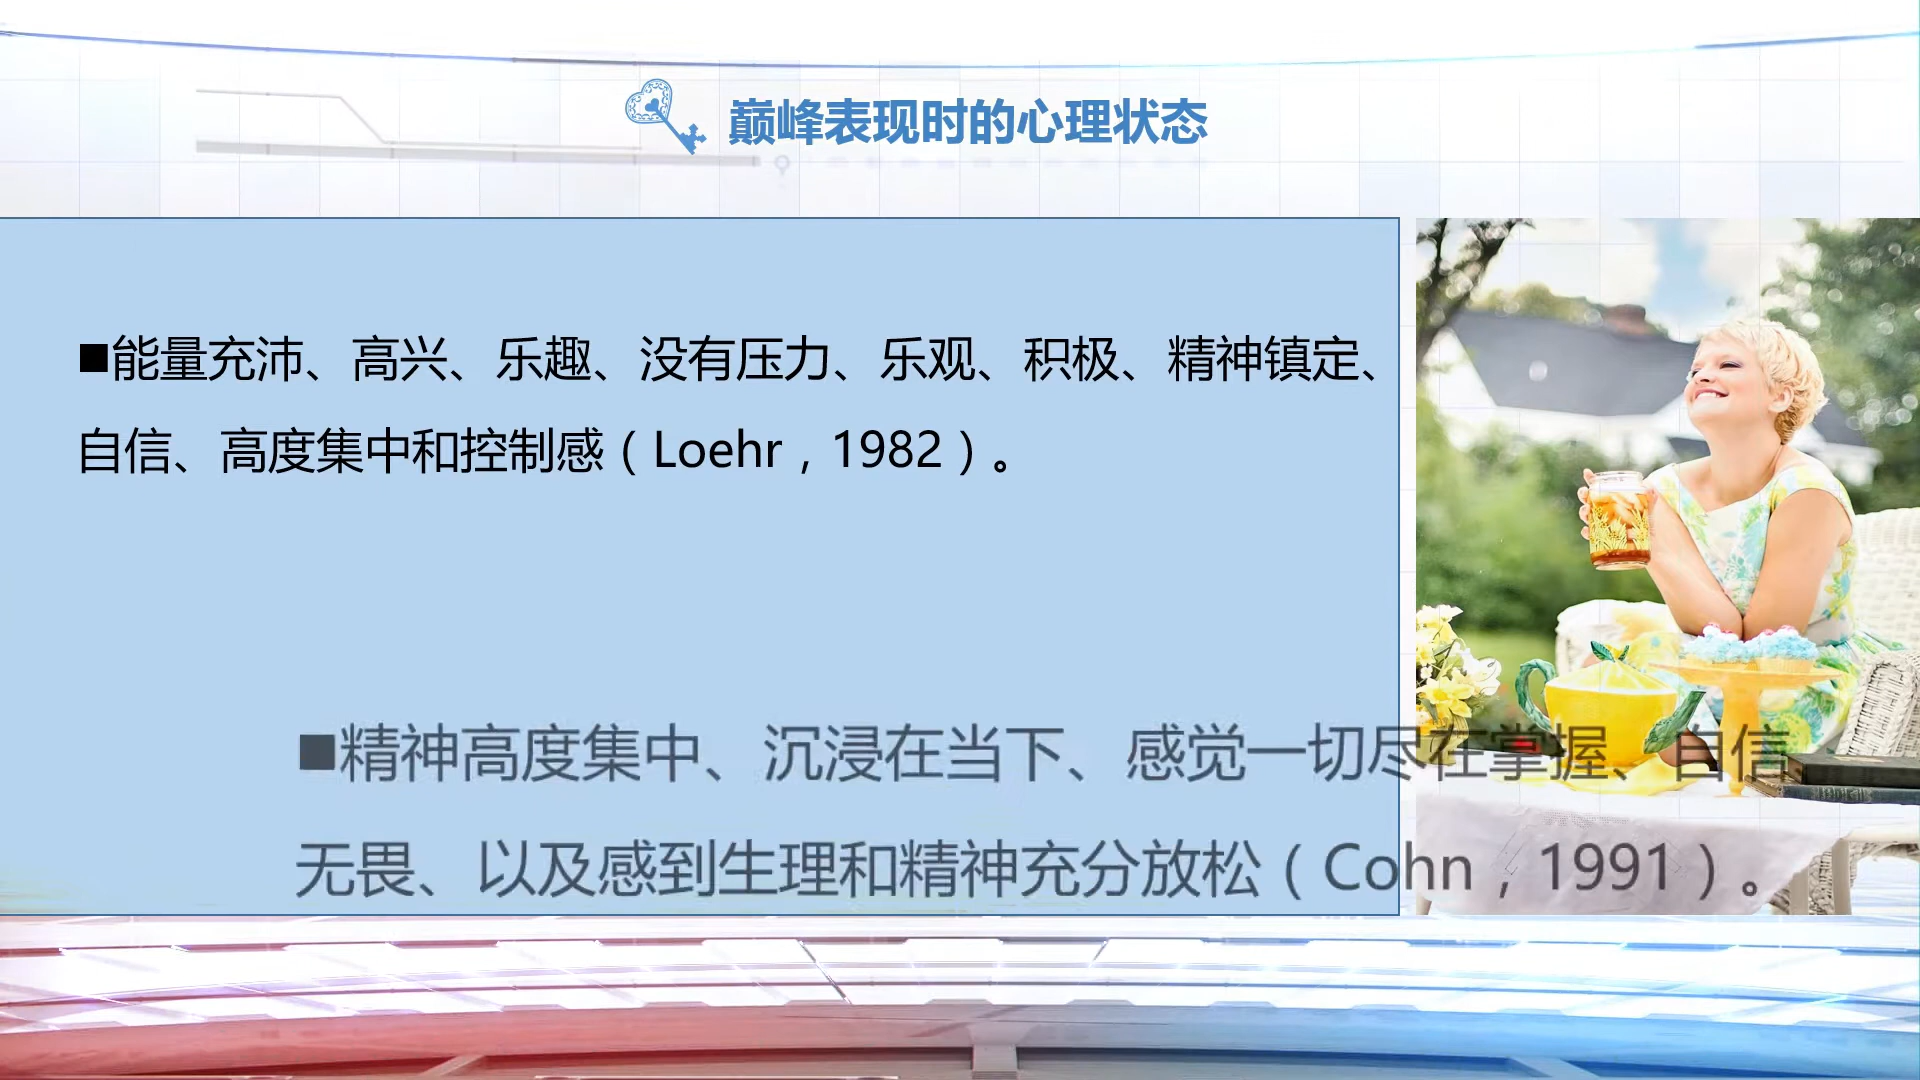 巅峰表现时的心理状态
■能量充沛、高兴、乐趣、没有压力、乐观、积极、精神镇定、
自信、高度集中和控制感（Loehr，1982）。
■精神高度集中、沉浸在当下、感觉一切尽在掌握、自信
无畏、以及感到生理和精神充分放松（Cohn，1991）。